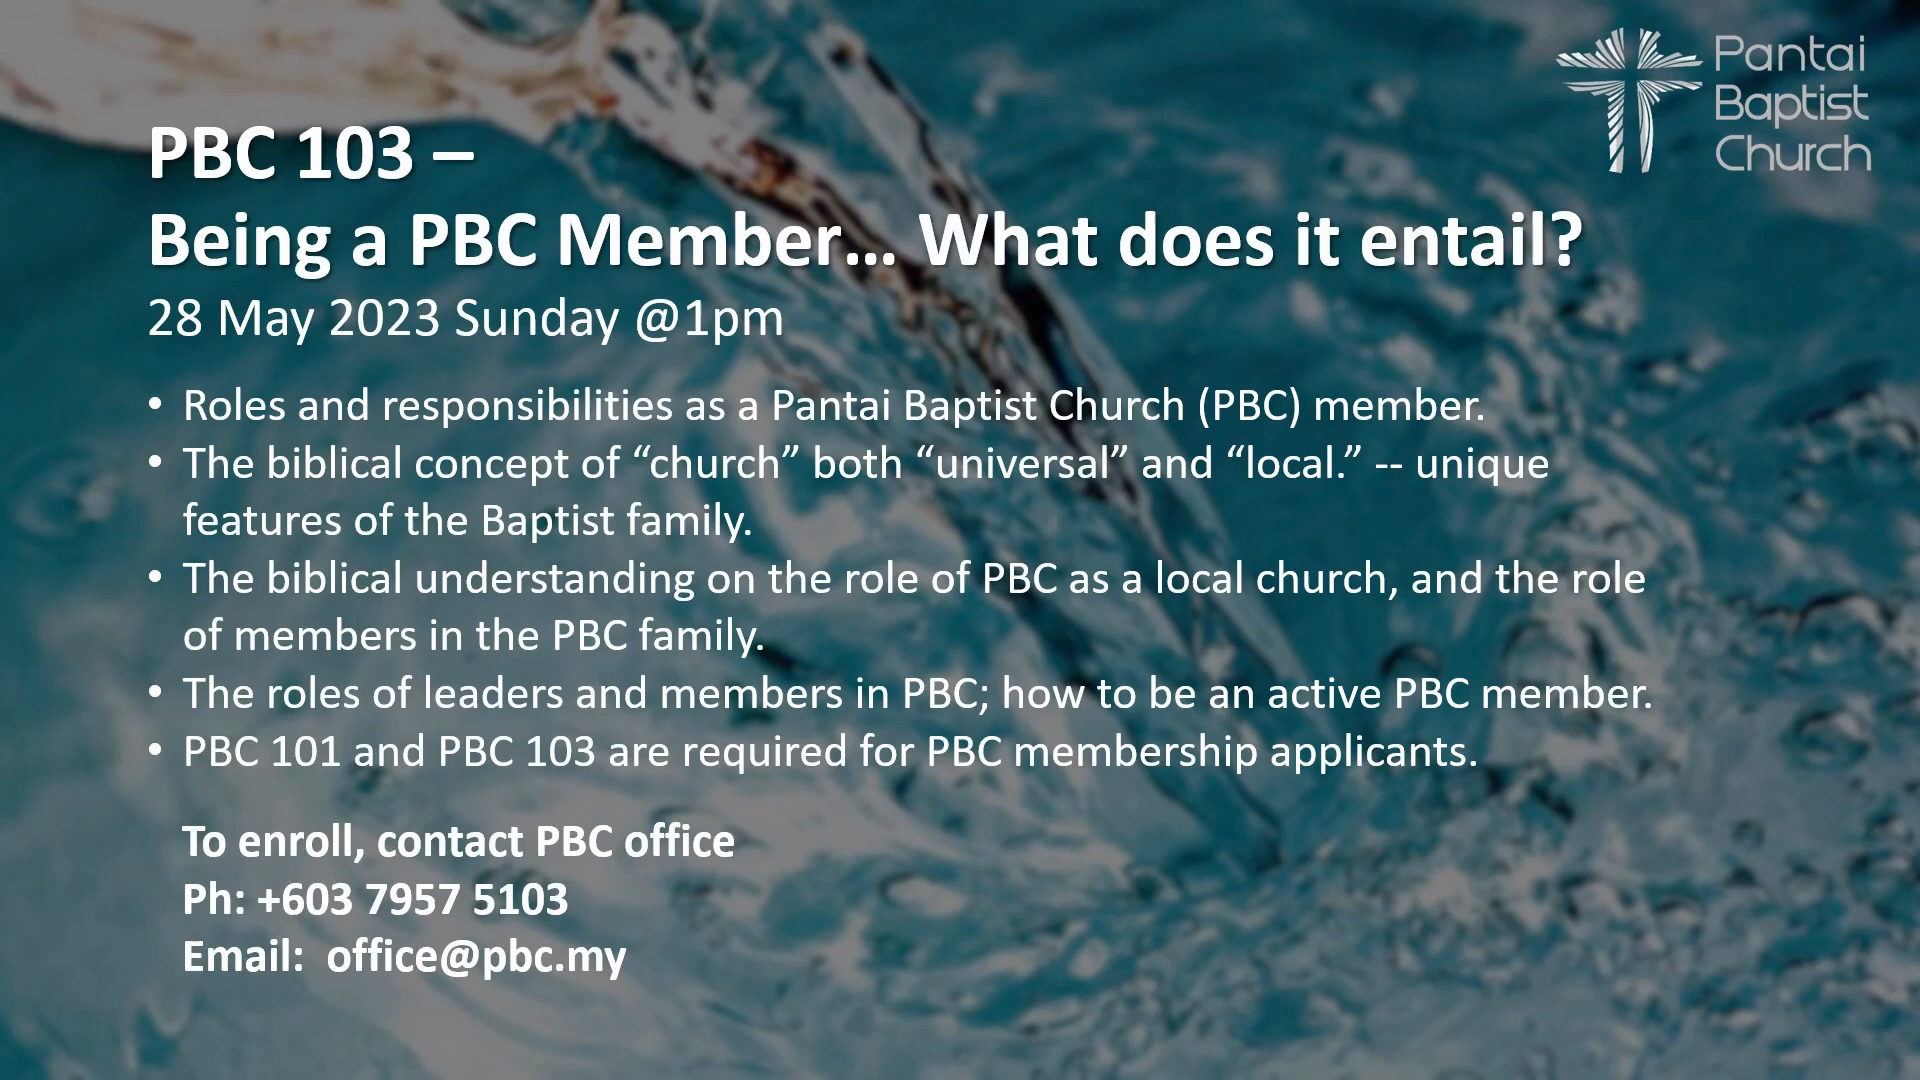 Pantai
Baptist
Church
PBC 103 –
Being a PBC Member… What does it entail?
28 May 2023 Sunday @1pm
• Roles and responsibilities as a Pantai Baptist Church (PBC) member.
• The biblical concept of “church” both “universal” and “local.” -- unique
features of the Baptist family.
• The biblical understanding on the role of PBC as a local church, and the role
of members in the PBC family.
• The roles of leaders and members in PBC; how to be an active PBC member.
• PBC 101 and PBC 103 are required for PBC membership applicants.
To enroll, contact PBC office
Ph: +603 7957 5103
Email:  office@pbc.my